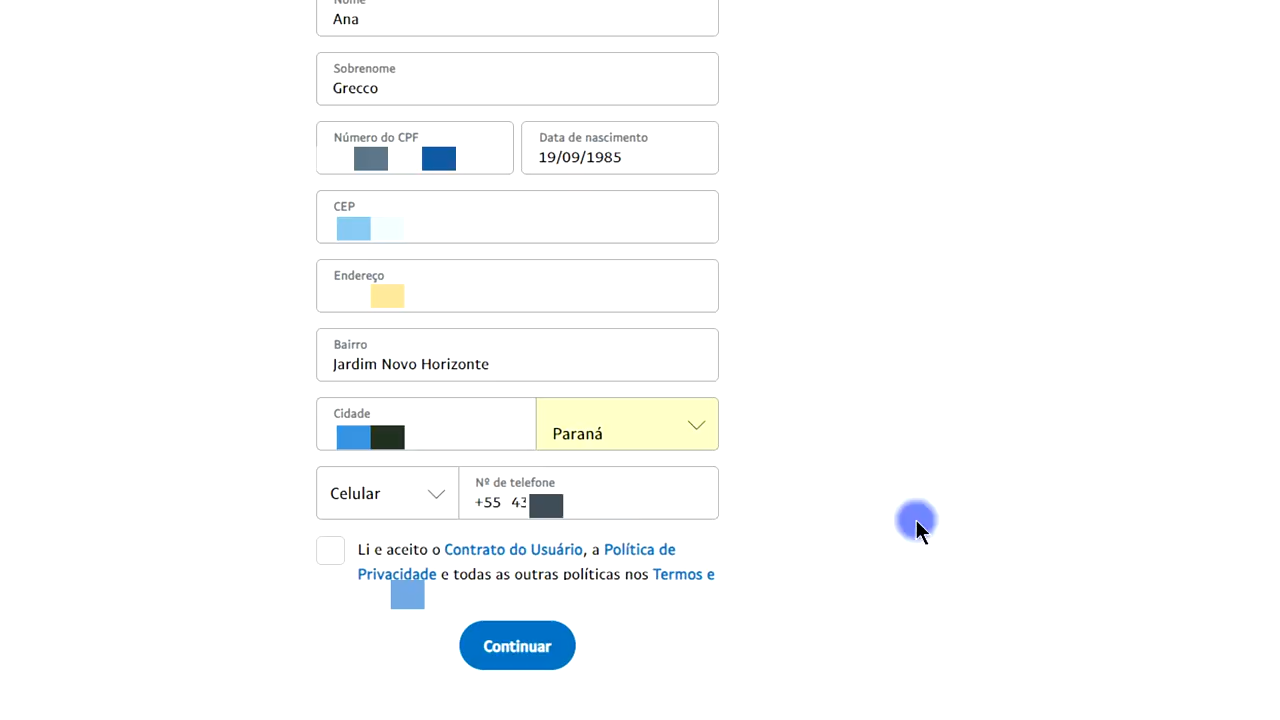 Nome
Ana
Sobrenome
Grecco
Número do CPF
Data de nascimento
19/09/1985
CEP
Endereço
Bairro
Jardim Novo Horizonte
Cidade
Paraná
Celular
Nº de telefone
+55 43
Li e aceito o Contrato do Usuário, a Política de
Privacidade e todas as outras políticas nos Termos e
Continuar